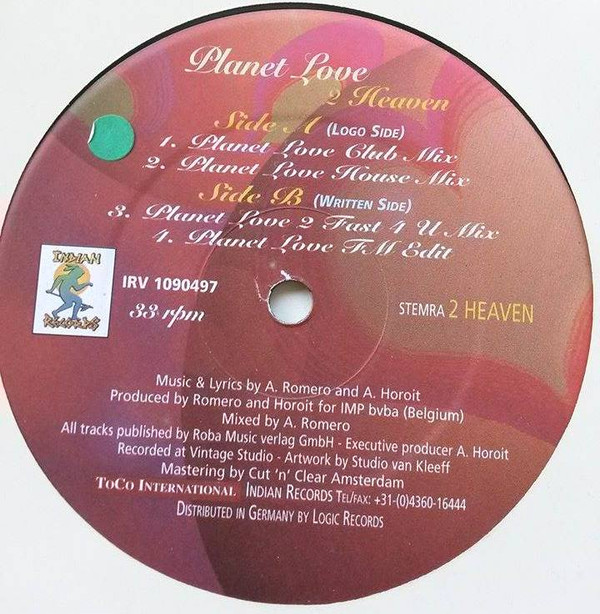 Planet Love
2 Heaven
Side A (Logo Side)
1. Planet Love Club Mix
2. Planet Love House Mix
Side B (Written Side)
3. Planet Love 2 Fast 4 U Mix
4. Planet Love FM Edit
INDIAN
RECORDS
IRV 1090497
33 rpm
STEMRA 2 HEAVEN
Music & Lyrics by A. Romero and A. Horoit
Produced by Romero and Horoit for IMP bvba (Belgium)
Mixed by A. Romero
All tracks published by Roba Music verlag GmbH - Executive producer A. Horoit
Recorded at Vintage Studio - Artwork by Studio van Kleeff
Mastering by Cut 'n' Clear Amsterdam
ToCo International Indian Records Tel/fax: +31-(0)4360-16444
Distributed in Germany by Logic Records